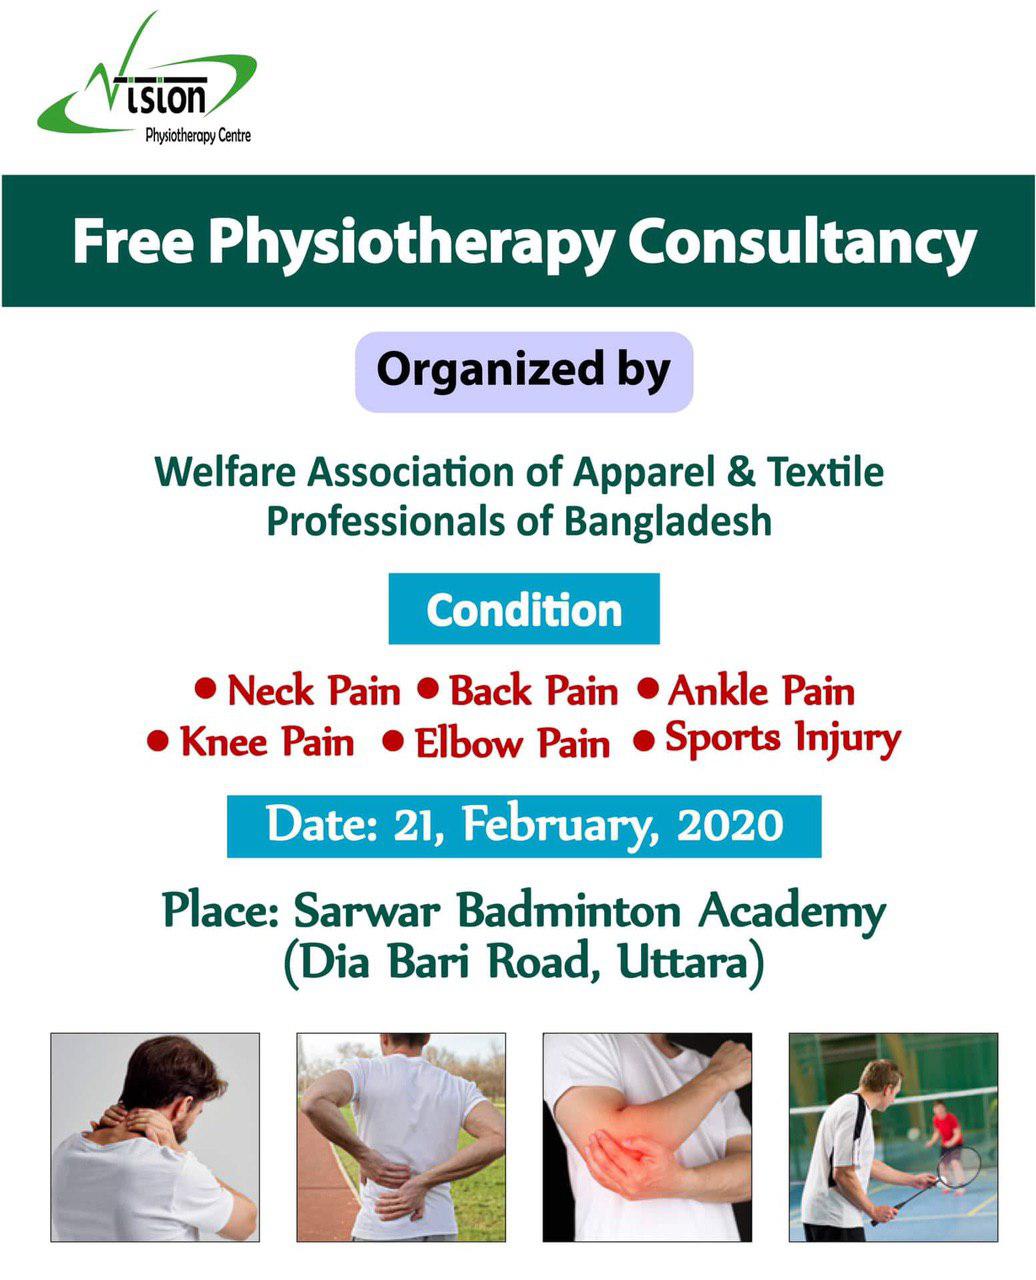 Vision
Physiotherapy Centre
Free Physiotherapy Consultancy
Organized by
Welfare Association of Apparel & Textile
Professionals of Bangladesh
Condition
• Neck Pain • Back Pain • Ankle Pain
• Knee Pain • Elbow Pain • Sports Injury
Date: 21, February, 2020
Place: Sarwar Badminton Academy
(Dia Bari Road, Uttara)